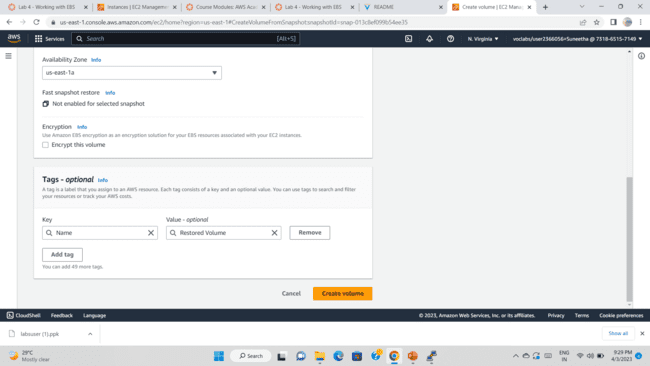 Lab 4 - Working with EBS
Instances | EC2 Managemen
Course Modules: AWS Acade
Lab 4 - Working with EBS
README
Create volume | EC2 Manag
us-east-1.console.aws.amazon.com/ec2/home?region=us-east-1#CreateVolumeFromSnapshot:snapshotId=snap-013c8ef099b54ee35
aws
Services
Search
[Alt+S]
N. Virginia
voclabs/user2366056=Suneetha @ 7318-6515-7149
Availability Zone Info
us-east-1a
Fast snapshot restore Info
Not enabled for selected snapshot
Encryption Info
Use Amazon EBS encryption as an encryption solution for your EBS resources associated with your EC2 instances.
Encrypt this volume
Tags - optional Info
A tag is a label that you assign to an AWS resource. Each tag consists of a key and an optional value. You can use tags to search and filter
your resources or track your AWS costs.
Key
Value - optional
Name
Restored Volume
Remove
Add tag
You can add 49 more tags.
Cancel
Create volume
CloudShell
Feedback
Language
© 2023, Amazon Web Services, Inc. or its affiliates.
Privacy
Terms
Cookie preferences
labsuser (1).ppk
Show all
29°C
Mostly clear
Search
ENG
IN
9:29 PM
4/3/2023